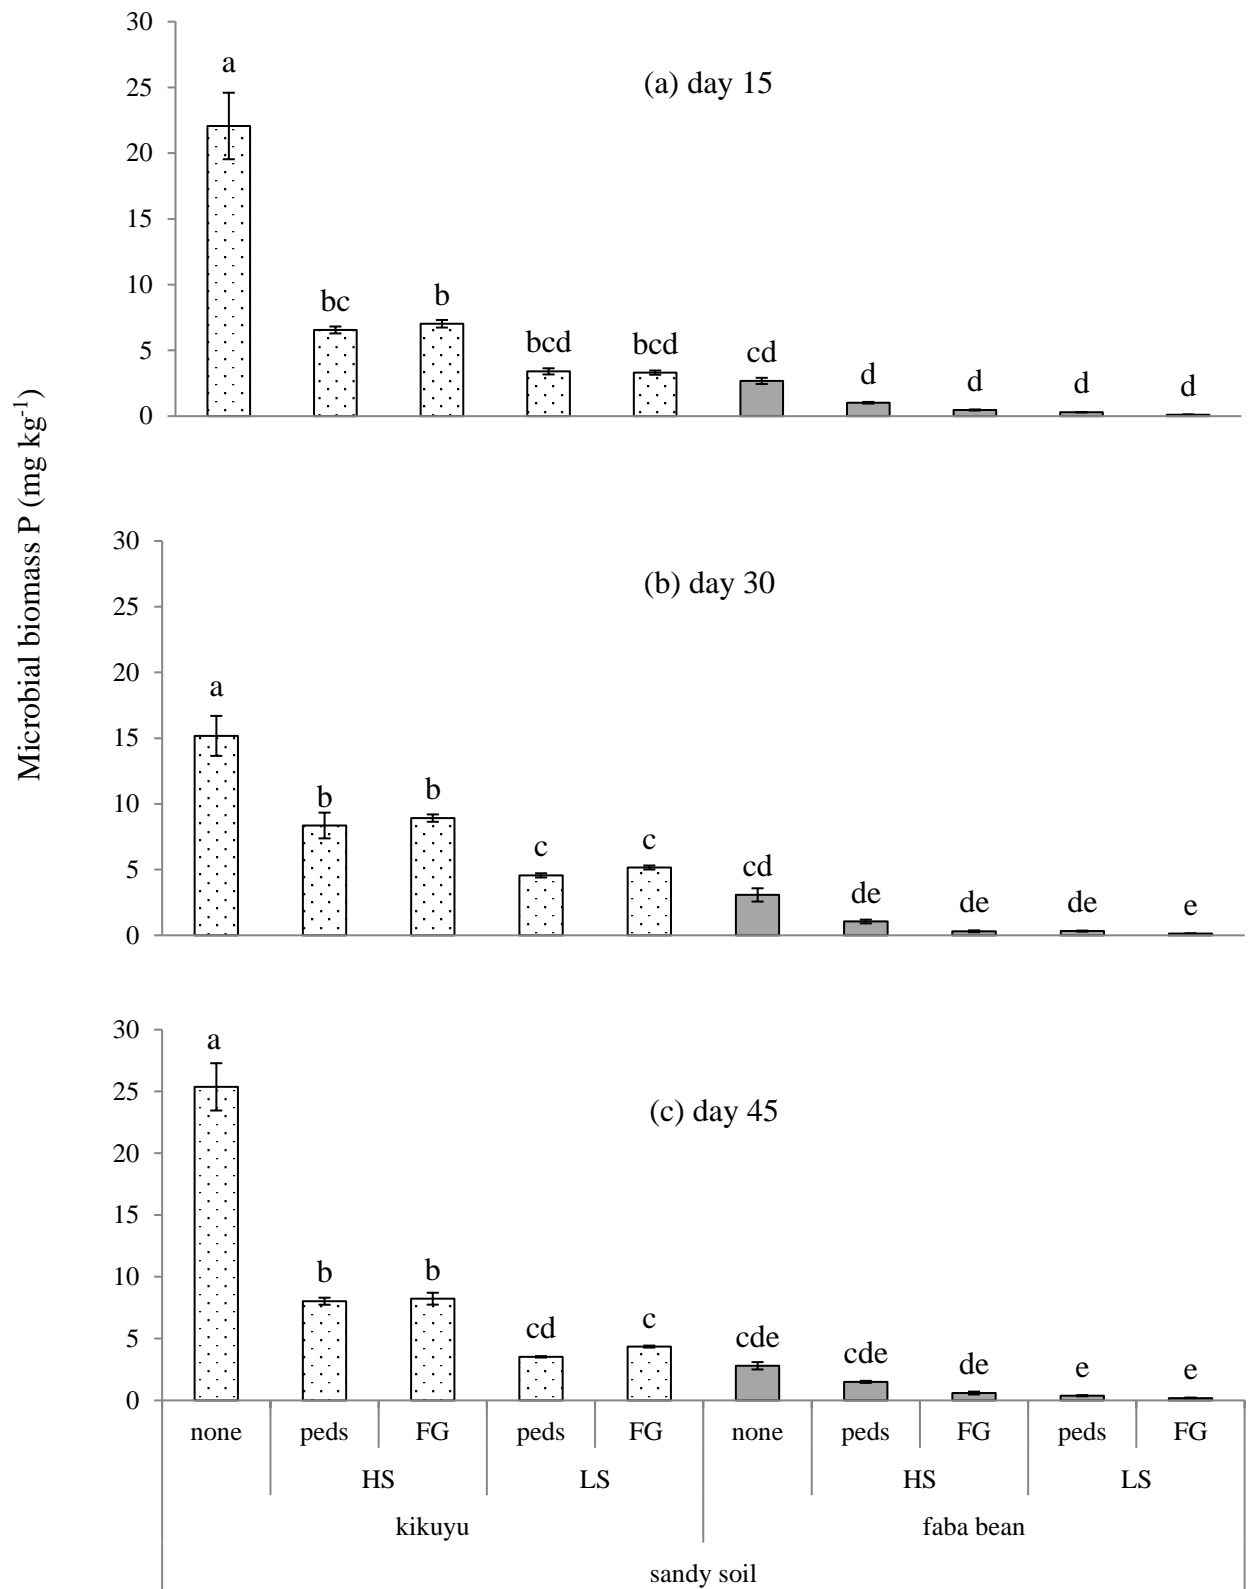 Microbial biomass P (mg kg-1)
30
25
20
15
10
5
0
(a) day 15
a
bc
b
bcd
bcd
cd
d
d
d
d
30
25
20
15
10
5
0
(b) day 30
a
b
b
c
c
cd
de
de
de
e
30
25
20
15
10
5
0
(c) day 45
a
b
b
cd
c
cde
cde
de
e
e
none peds FG peds FG none peds FG peds FG
HS LS HS LS
kikuyu faba bean
sandy soil